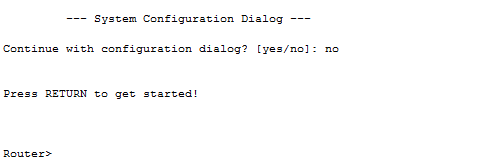 --- System Configuration Dialog ---
Continue with configuration dialog? [yes/no]: no
Press RETURN to get started!
Router>